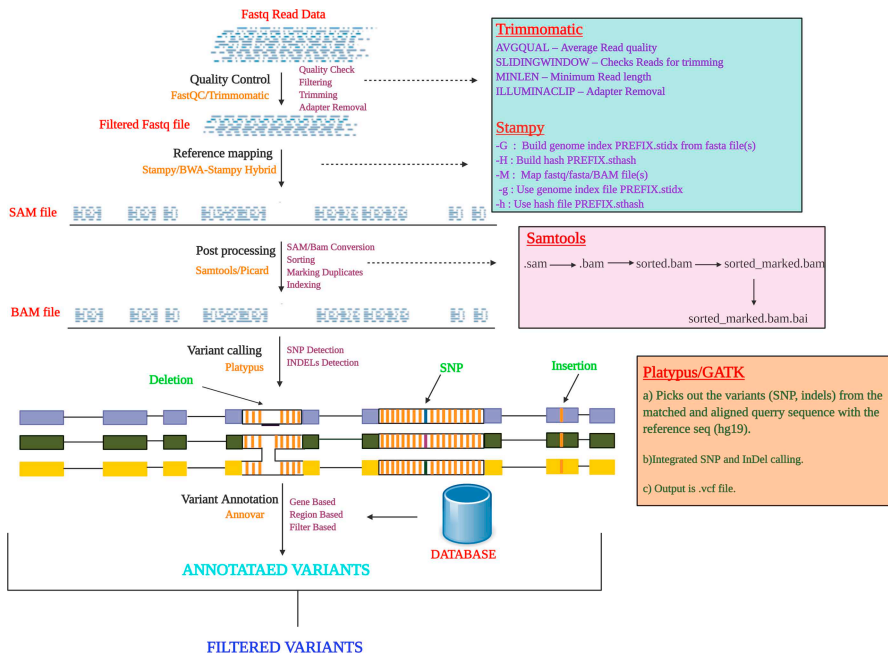 Fastq Read Data
Quality Control
FastQC/Trimmomatic
Quality Check
Filtering
Trimming
Adapter Removal
Filtered Fastq file
Reference mapping
Stampy/BWA-Stampy Hybrid
Trimmomatic
AVGQUAL – Average Read quality
SLIDINGWINDOW – Checks Reads for trimming
MINLEN – Minimum Read length
ILLUMINACLIP – Adapter Removal
Stampy
-G : Build genome index PREFIX.stidx from fasta file(s)
-H : Build hash PREFIX.sthash
-M : Map fastq/fasta/BAM file(s)
-g : Use genome index file PREFIX.stidx
-h : Use hash file PREFIX.sthash
SAM file
Post processing
Samtools/Picard
SAM/Bam Conversion
Sorting
Marking Duplicates
Indexing
Samtools
.sam .bam sorted.bam sorted_marked.bam
sorted_marked.bam.bai
BAM file
Variant calling
Platypus
SNP Detection
INDELs Detection
Deletion
SNP
Insertion
Platypus/GATK
a) Picks out the variants (SNP, indels) from the
matched and aligned querry sequence with the
reference seq (hg19).
b)Integrated SNP and InDel calling.
c) Output is .vcf file.
Variant Annotation
Annovar
Gene Based
Region Based
Filter Based
DATABASE
ANNOTATAED VARIANTS
FILTERED VARIANTS